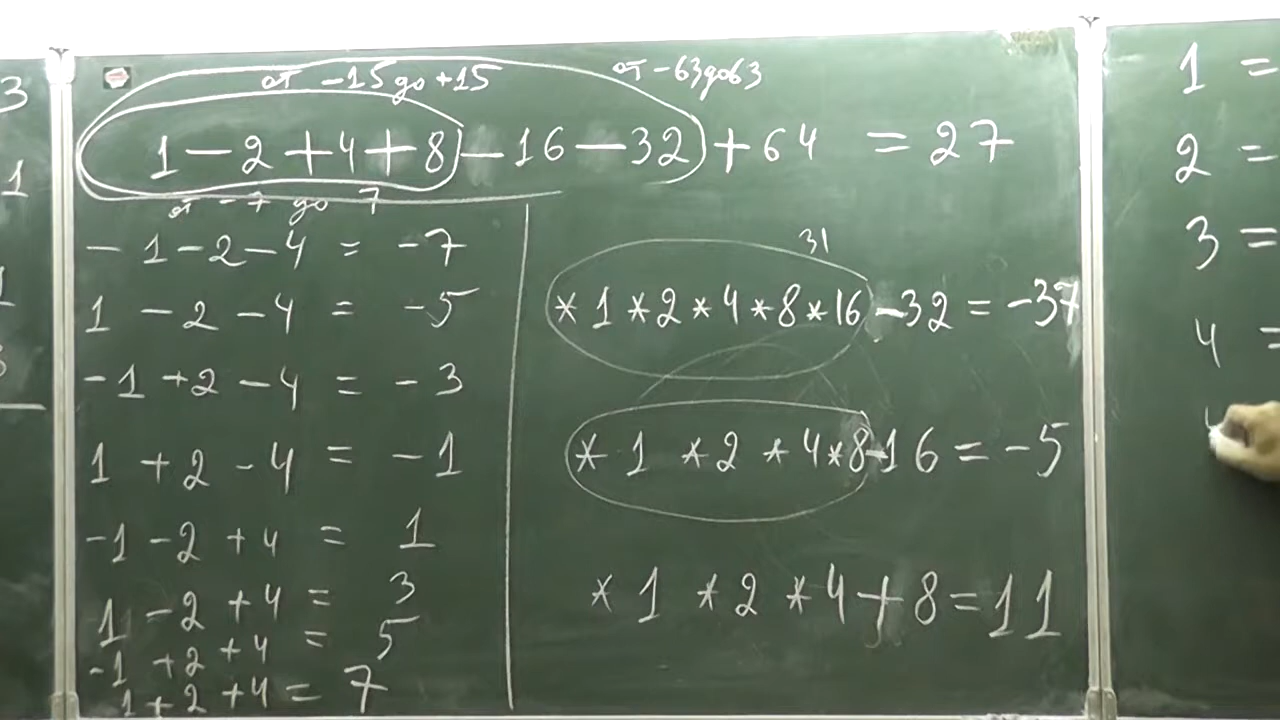 от -15 до +15 от -63 до 63
1 - 2 + 4 + 8 - 16 - 32 + 64 = 27
от - 7 до 7
- 1 - 2 - 4 = -7
1 - 2 - 4 = -5
-1 +2 - 4 = -3
1 + 2 - 4 = -1
-1 - 2 + 4 = 1
1 - 2 + 4 = 3
-1 + 2 + 4 = 5
1 + 2 + 4 = 7
31
* 1 * 2 * 4 * 8 * 16 - 32 = -37
* 1 * 2 * 4 * 8 - 16 = -5
* 1 * 2 * 4 + 8 = 11
3
1
1 =
2 =
3 =
4 =